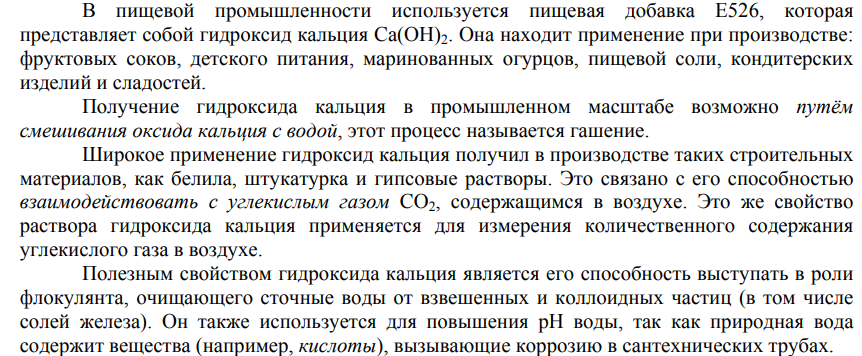 В пищевой промышленности используется пищевая добавка Е526, которая
представляет собой гидроксид кальция Ca(OH)₂. Она находит применение при производстве:
фруктовых соков, детского питания, маринованных огурцов, пищевой соли, кондитерских
изделий и сладостей.
Получение гидроксида кальция в промышленном масштабе возможно путём
смешивания оксида кальция с водой, этот процесс называется гашение.
Широкое применение гидроксид кальция получил в производстве таких строительных
материалов, как белила, штукатурка и гипсовые растворы. Это связано с его способностью
взаимодействовать с углекислым газом CO₂, содержащимся в воздухе. Это же свойство
раствора гидроксида кальция применяется для измерения количественного содержания
углекислого газа в воздухе.
Полезным свойством гидроксида кальция является его способность выступать в роли
флокулянта, очищающего сточные воды от взвешенных и коллоидных частиц (в том числе
солей железа). Он также используется для повышения pH воды, так как природная вода
содержит вещества (например, кислоты), вызывающие коррозию в сантехнических трубах.